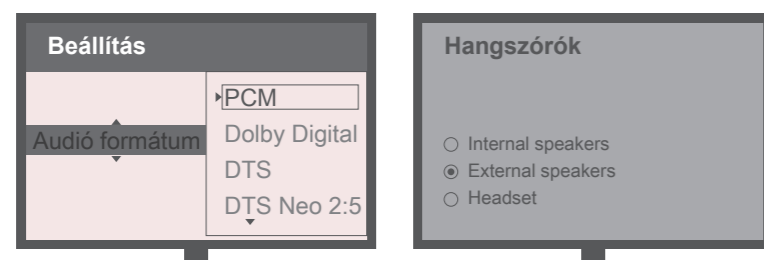 Beállítás
Audió formátum
PCM
Dolby Digital
DTS
DTS Neo 2:5
Hangszórók
Internal speakers
External speakers
Headset